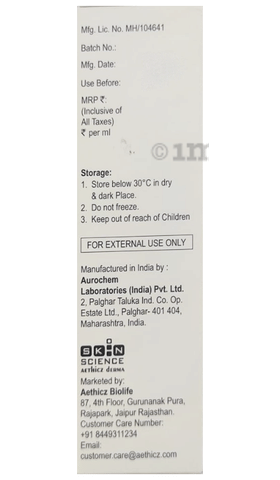 Mfg. Lic. No. MH/104641
Batch No.:
Mfg. Date:
Use Before:
MRP ₹:
(Inclusive of
All Taxes)
₹ per ml
© 1m
Storage:
1. Store below 30°C in dry
& dark Place.
2. Do not freeze.
3. Keep out of reach of Children
FOR EXTERNAL USE ONLY
Manufactured in India by :
Aurochem
Laboratories (India) Pvt. Ltd.
2, Palghar Taluka Ind. Co. Op.
Estate Ltd., Palghar- 401 404,
Maharashtra, India.
SKIN
SCIENCE
AETHICZ DERMA
Marketed by:
Aethicz Biolife
87, 4th Floor, Gurunanak Pura,
Rajapark, Jaipur Rajasthan.
Customer Care Number:
+91 8449311234
Email:
customer.care@aethicz.com